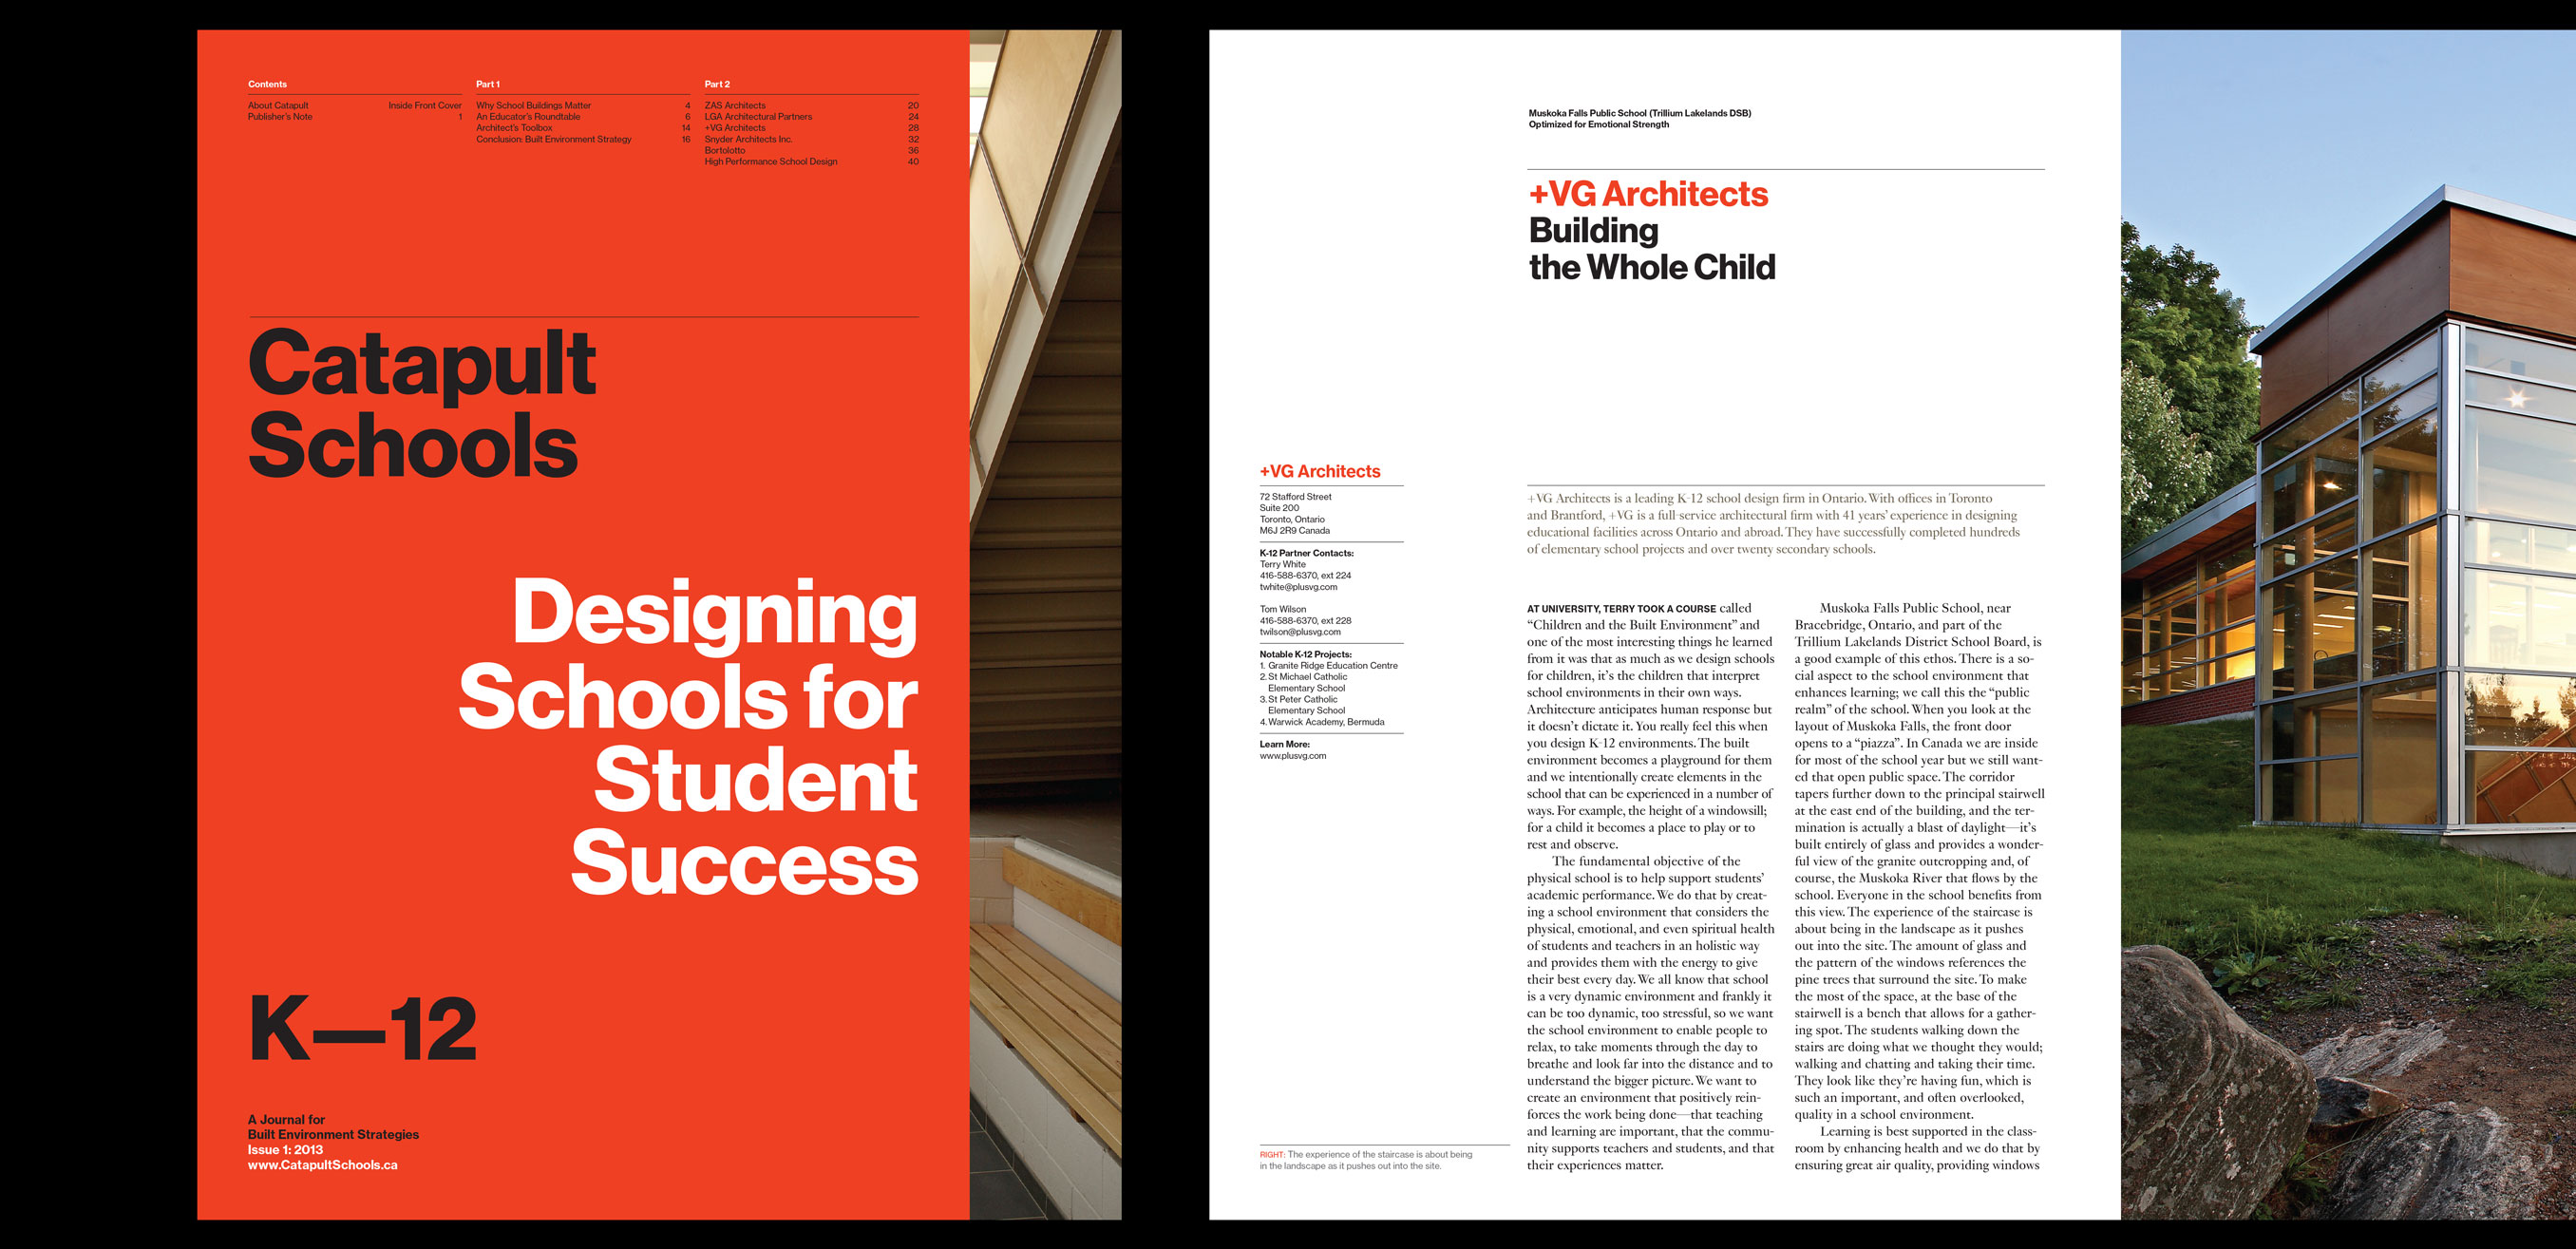 Contents
About Catapult Inside Front Cover
Publisher's Note 1
Part 1
Why School Buildings Matter 4
An Educator's Roundtable 6
Architect's Toolbox 14
Conclusion: Built Environment Strategy 16
Part 2
ZAS Architects 20
LGA Architectural Partners 24
+VG Architects 28
Snyder Architects Inc. 32
Bortolotto 36
High Performance School Design 40
Catapult
Schools
Designing
Schools for
Student
Success
K—12
A Journal for
Built Environment Strategies
Issue 1: 2013
www.CatapultSchools.ca
Muskoka Falls Public School (Trillium Lakelands DSB)
Optimized for Emotional Strength
+VG Architects
Building
the Whole Child
+VG Architects
72 Stafford Street
Suite 200
Toronto, Ontario
M6J 2R9 Canada
K-12 Partner Contacts:
Terry White
416-588-6370, ext 224
twhite@plusvg.com
Tom Wilson
416-588-6370, ext 228
twilson@plusvg.com
Notable K-12 Projects:
1. Granite Ridge Education Centre
2. St Michael Catholic
Elementary School
3. St Peter Catholic
Elementary School
4. Warwick Academy, Bermuda
Learn More:
www.plusvg.com
RIGHT: The experience of the staircase is about being
in the landscape as it pushes out into the site.
+VG Architects is a leading K-12 school design firm in Ontario. With offices in Toronto
and Brantford, +VG is a full-service architectural firm with 41 years' experience in designing
educational facilities across Ontario and abroad. They have successfully completed hundreds
of elementary school projects and over twenty secondary schools.
AT UNIVERSITY, TERRY TOOK A COURSE called
“Children and the Built Environment” and
one of the most interesting things he learned
from it was that as much as we design schools
for children, it's the children that interpret
school environments in their own ways.
Architecture anticipates human response but
it doesn't dictate it. You really feel this when
you design K-12 environments. The built
environment becomes a playground for them
and we intentionally create elements in the
school that can be experienced in a number of
ways. For example, the height of a windowsill;
for a child it becomes a place to play or to
rest and observe.
The fundamental objective of the
physical school is to help support students'
academic performance. We do that by creat-
ing a school environment that considers the
physical, emotional, and even spiritual health
of students and teachers in an holistic way
and provides them with the energy to give
their best every day. We all know that school
is a very dynamic environment and frankly it
can be too dynamic, too stressful, so we want
the school environment to enable people to
relax, to take moments through the day to
breathe and look far into the distance and to
understand the bigger picture. We want to
create an environment that positively rein-
forces the work being done—that teaching
and learning are important, that the commu-
nity supports teachers and students, and that
their experiences matter.
Muskoka Falls Public School, near
Bracebridge, Ontario, and part of the
Trillium Lakelands District School Board, is
a good example of this ethos. There is a so-
cial aspect to the school environment that
enhances learning; we call this the “public
realm” of the school. When you look at the
layout of Muskoka Falls, the front door
opens to a “piazza”. In Canada we are inside
for most of the school year but we still want-
ed that open public space. The corridor
tapers further down to the principal stairwell
at the east end of the building, and the ter-
mination is actually a blast of daylight—it's
built entirely of glass and provides a wonder-
ful view of the granite outcropping and, of
course, the Muskoka River that flows by the
school. Everyone in the school benefits from
this view. The experience of the staircase is
about being in the landscape as it pushes
out into the site. The amount of glass and
the pattern of the windows references the
pine trees that surround the site. To make
the most of the space, at the base of the
stairwell is a bench that allows for a gather-
ing spot. The students walking down the
stairs are doing what we thought they would;
walking and chatting and taking their time.
They look like they're having fun, which is
such an important, and often overlooked,
quality in a school environment.
Learning is best supported in the class-
room by enhancing health and we do that by
ensuring great air quality, providing windows